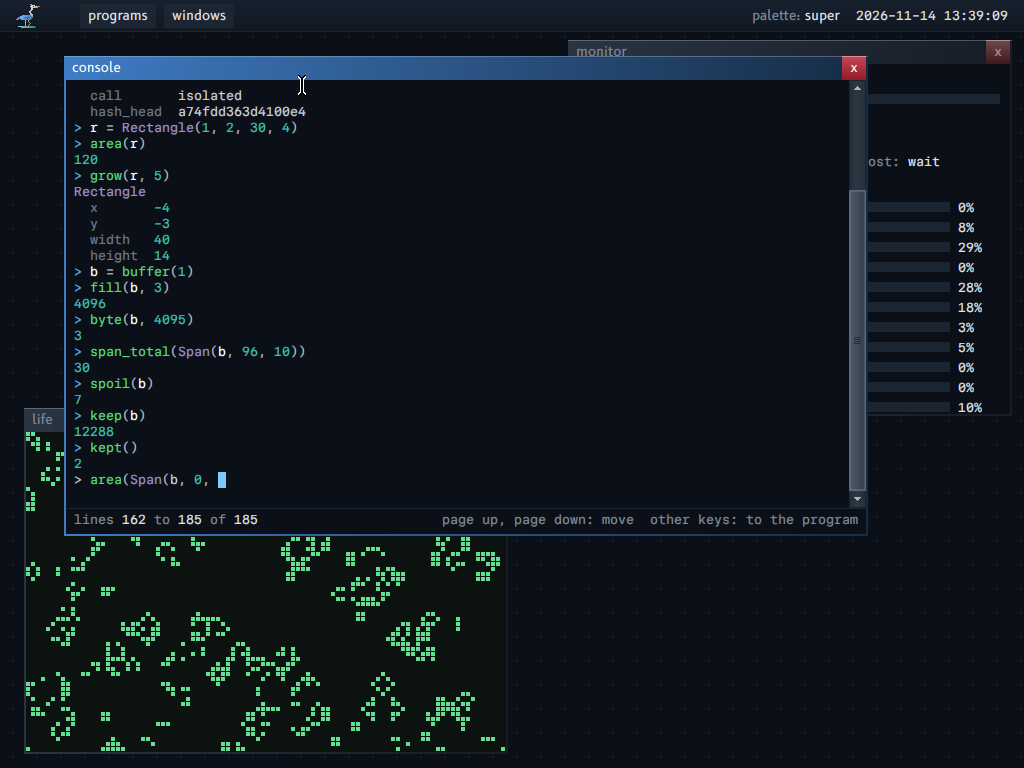 programs windows palette: super 2026-11-14 13:39:09
monitor x
console x
call isolated
hash_head a74fdd363d4100e4
> r = Rectangle(1, 2, 30, 4)
> area(r)
120
> grow(r, 5)
Rectangle
x -4
y -3
width 40
height 14
> b = buffer(1)
> fill(b, 3)
4096
> byte(b, 4095)
3
> span_total(Span(b, 96, 10))
30
> spoil(b)
7
> keep(b)
12288
> kept()
2
> area(Span(b, 0,
lines 162 to 185 of 185 page up, page down: move other keys: to the program
ost: wait
0%
8%
29%
0%
28%
18%
3%
5%
0%
0%
10%
life